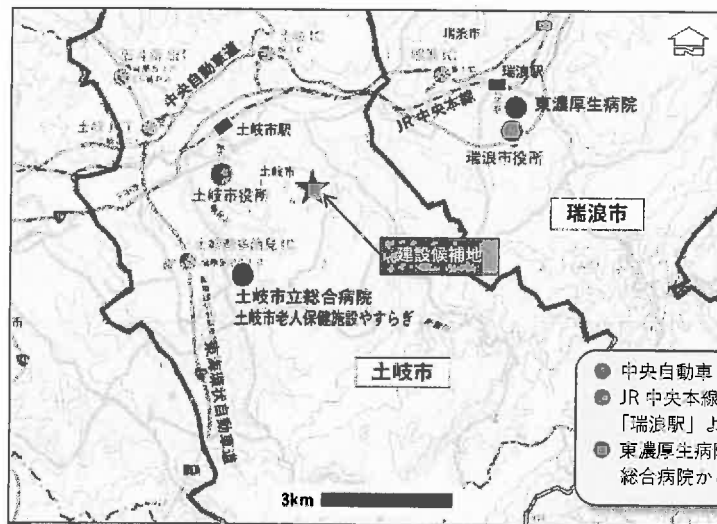 中央自動車道
瑞浪駅
JR中央本線
東濃厚生病院
土岐市駅
瑞浪市役所
土岐市
土岐市役所
瑞浪市
建設候補地
土岐市立総合病院
土岐市老人保健施設やすらぎ
東海環状自動車道
土岐市
中央自動車
JR 中央本線
「瑞浪駅」よ
東濃厚生病院
総合病院か
3km